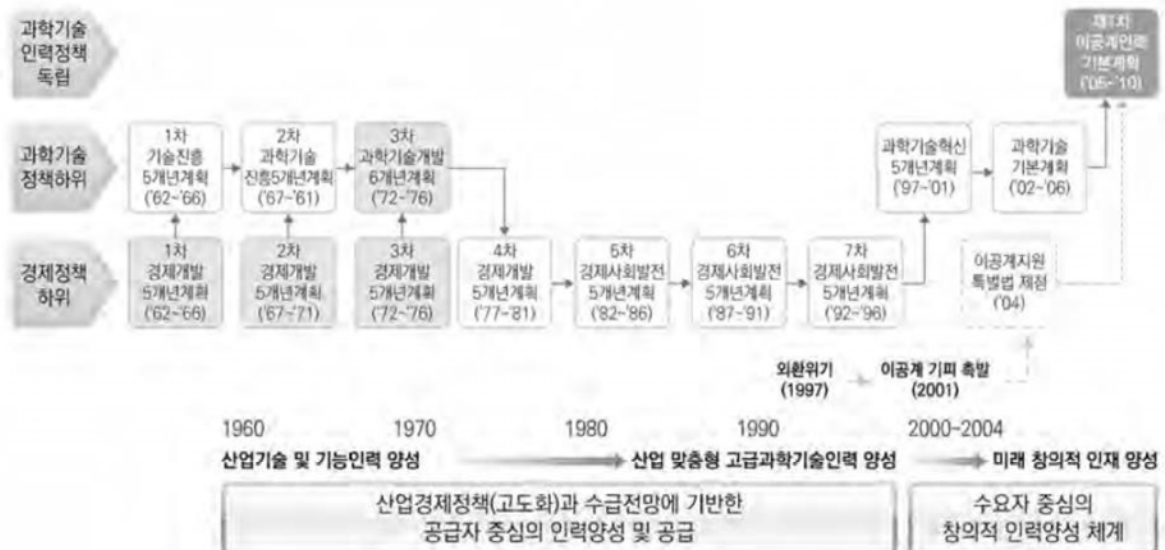 과학기술
인력정책
독립
제1차
이공계인력
기본계획
('05~'10)
과학기술
정책하위
1차
기술진흥
5개년계획
('62~'66)
2차
과학기술
진흥5개년계획
('67~'61)
3차
과학기술개발
6개년계획
('72~'76)
과학기술혁신
5개년계획
('97~'01)
과학기술
기본계획
('02~'06)
경제정책
하위
1차
경제개발
5개년계획
('62~'66)
2차
경제개발
5개년계획
('67~'71)
3차
경제개발
5개년계획
('72~'76)
4차
경제개발
5개년계획
('77~'81)
5차
경제사회발전
5개년계획
('82~'86)
6차
경제사회발전
5개년계획
('87~'91)
7차
경제사회발전
5개년계획
('92~'96)
이공계지원
특별법 제정
('04)
외환위기
(1997)
이공계 기피 촉발
(2001)
1960 1970 1980 1990 2000-2004
산업기술 및 기능인력 양성 산업 맞춤형 고급과학기술인력 양성 미래 창의적 인재 양성
산업경제정책(고도화)과 수급전망에 기반한
공급자 중심의 인력양성 및 공급
수요자 중심의
창의적 인력양성 체계